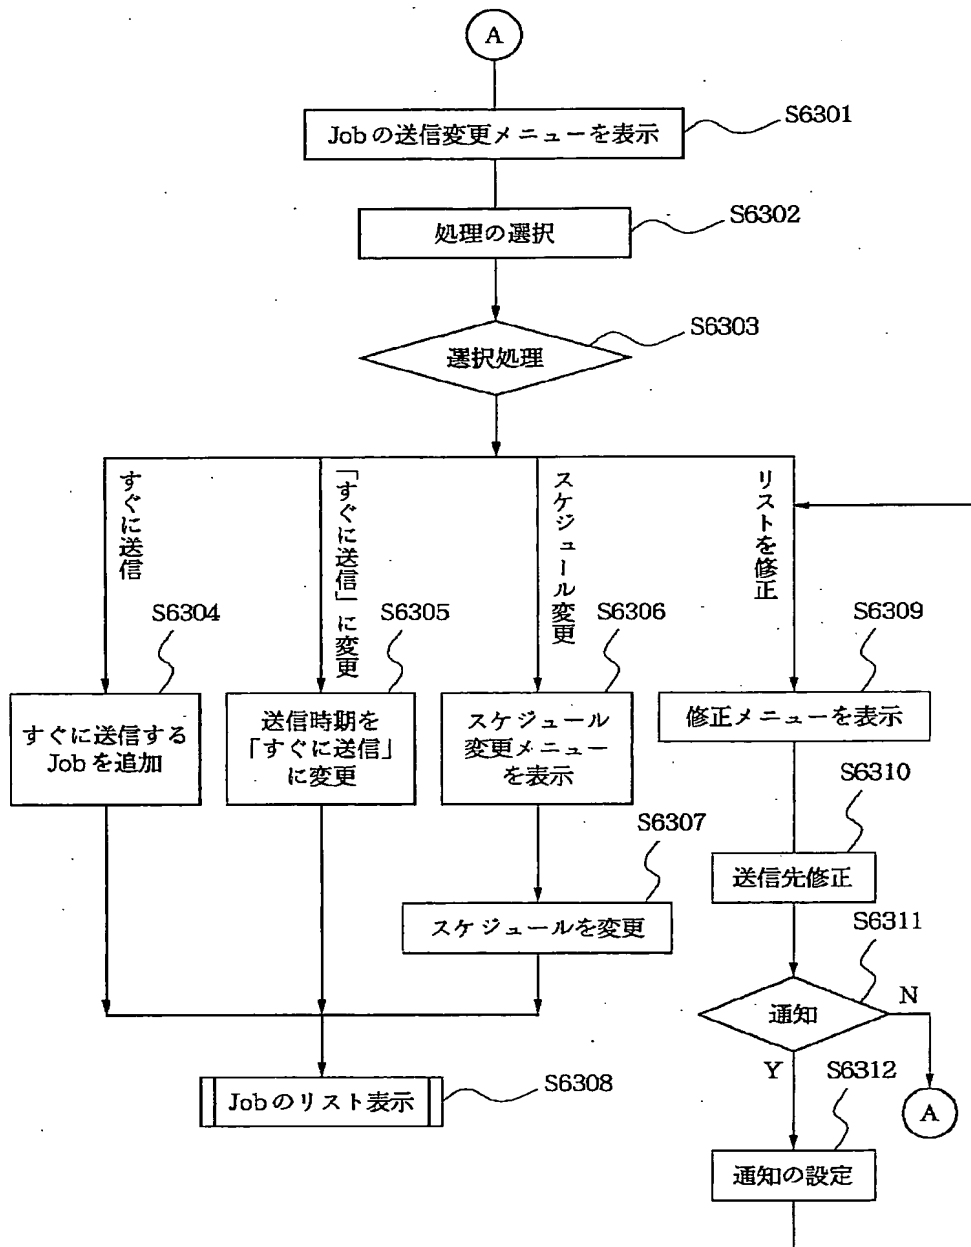 A
Jobの送信変更メニューを表示
S6301
処理の選択
S6302
選択処理
S6303
すぐに送信
「すぐに送信」に変更
スケジュール変更
リストを修正
S6304
S6305
S6306
S6309
すぐに送信する
Jobを追加
送信時期を
「すぐに送信」
に変更
スケジュール
変更メニュー
を表示
修正メニューを表示
S6310
S6307
送信先修正
スケジュールを変更
S6311
通知
N
Y
S6312
A
Jobのリスト表示
S6308
通知の設定